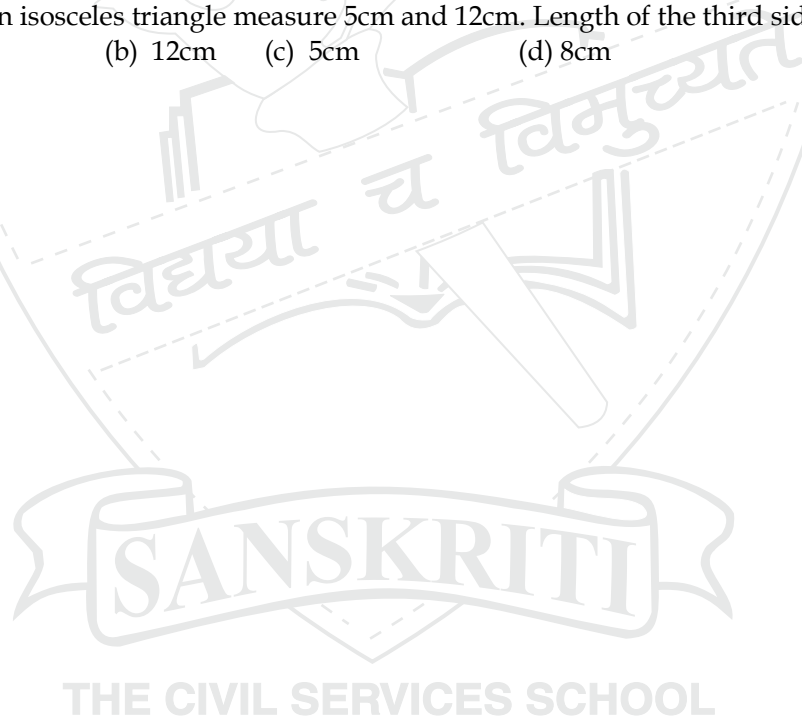 n isosceles triangle measure 5cm and 12cm. Length of the third sid
(b) 12cm (c) 5cm (d) 8cm
विद्यया च विमुच्यते
SANSKRITI
THE CIVIL SERVICES SCHOOL